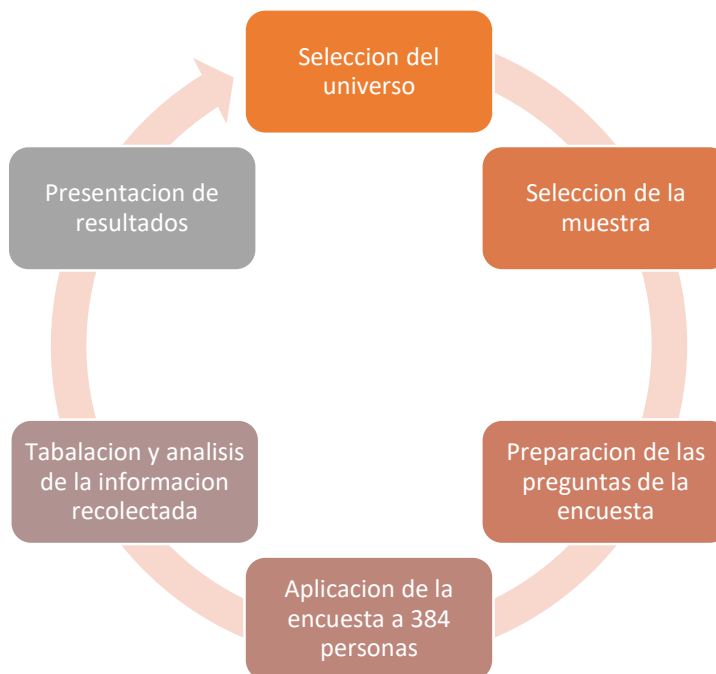 Seleccion del
universo
Seleccion de la
muestra
Preparacion de las
preguntas de la
encuesta
Aplicacion de la
encuesta a 384
personas
Tabalacion y analisis
de la informacion
recolectada
Presentacion de
resultados